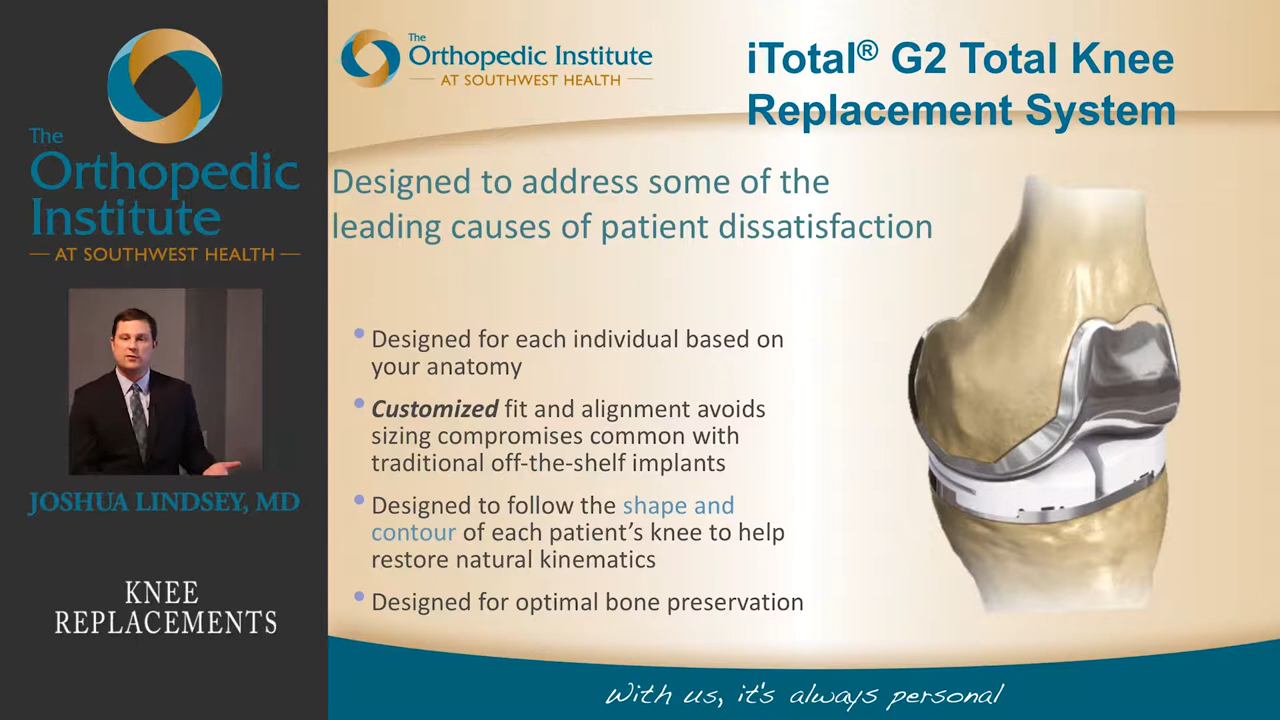 The
Orthopedic
Institute
AT SOUTHWEST HEALTH
JOSHUA LINDSEY, MD
KNEE
REPLACEMENTS
The
Orthopedic Institute
AT SOUTHWEST HEALTH
iTotal® G2 Total Knee
Replacement System
Designed to address some of the
leading causes of patient dissatisfaction
• Designed for each individual based on
your anatomy
• Customized fit and alignment avoids
sizing compromises common with
traditional off-the-shelf implants
• Designed to follow the shape and
contour of each patient’s knee to help
restore natural kinematics
• Designed for optimal bone preservation
With us, it's always personal